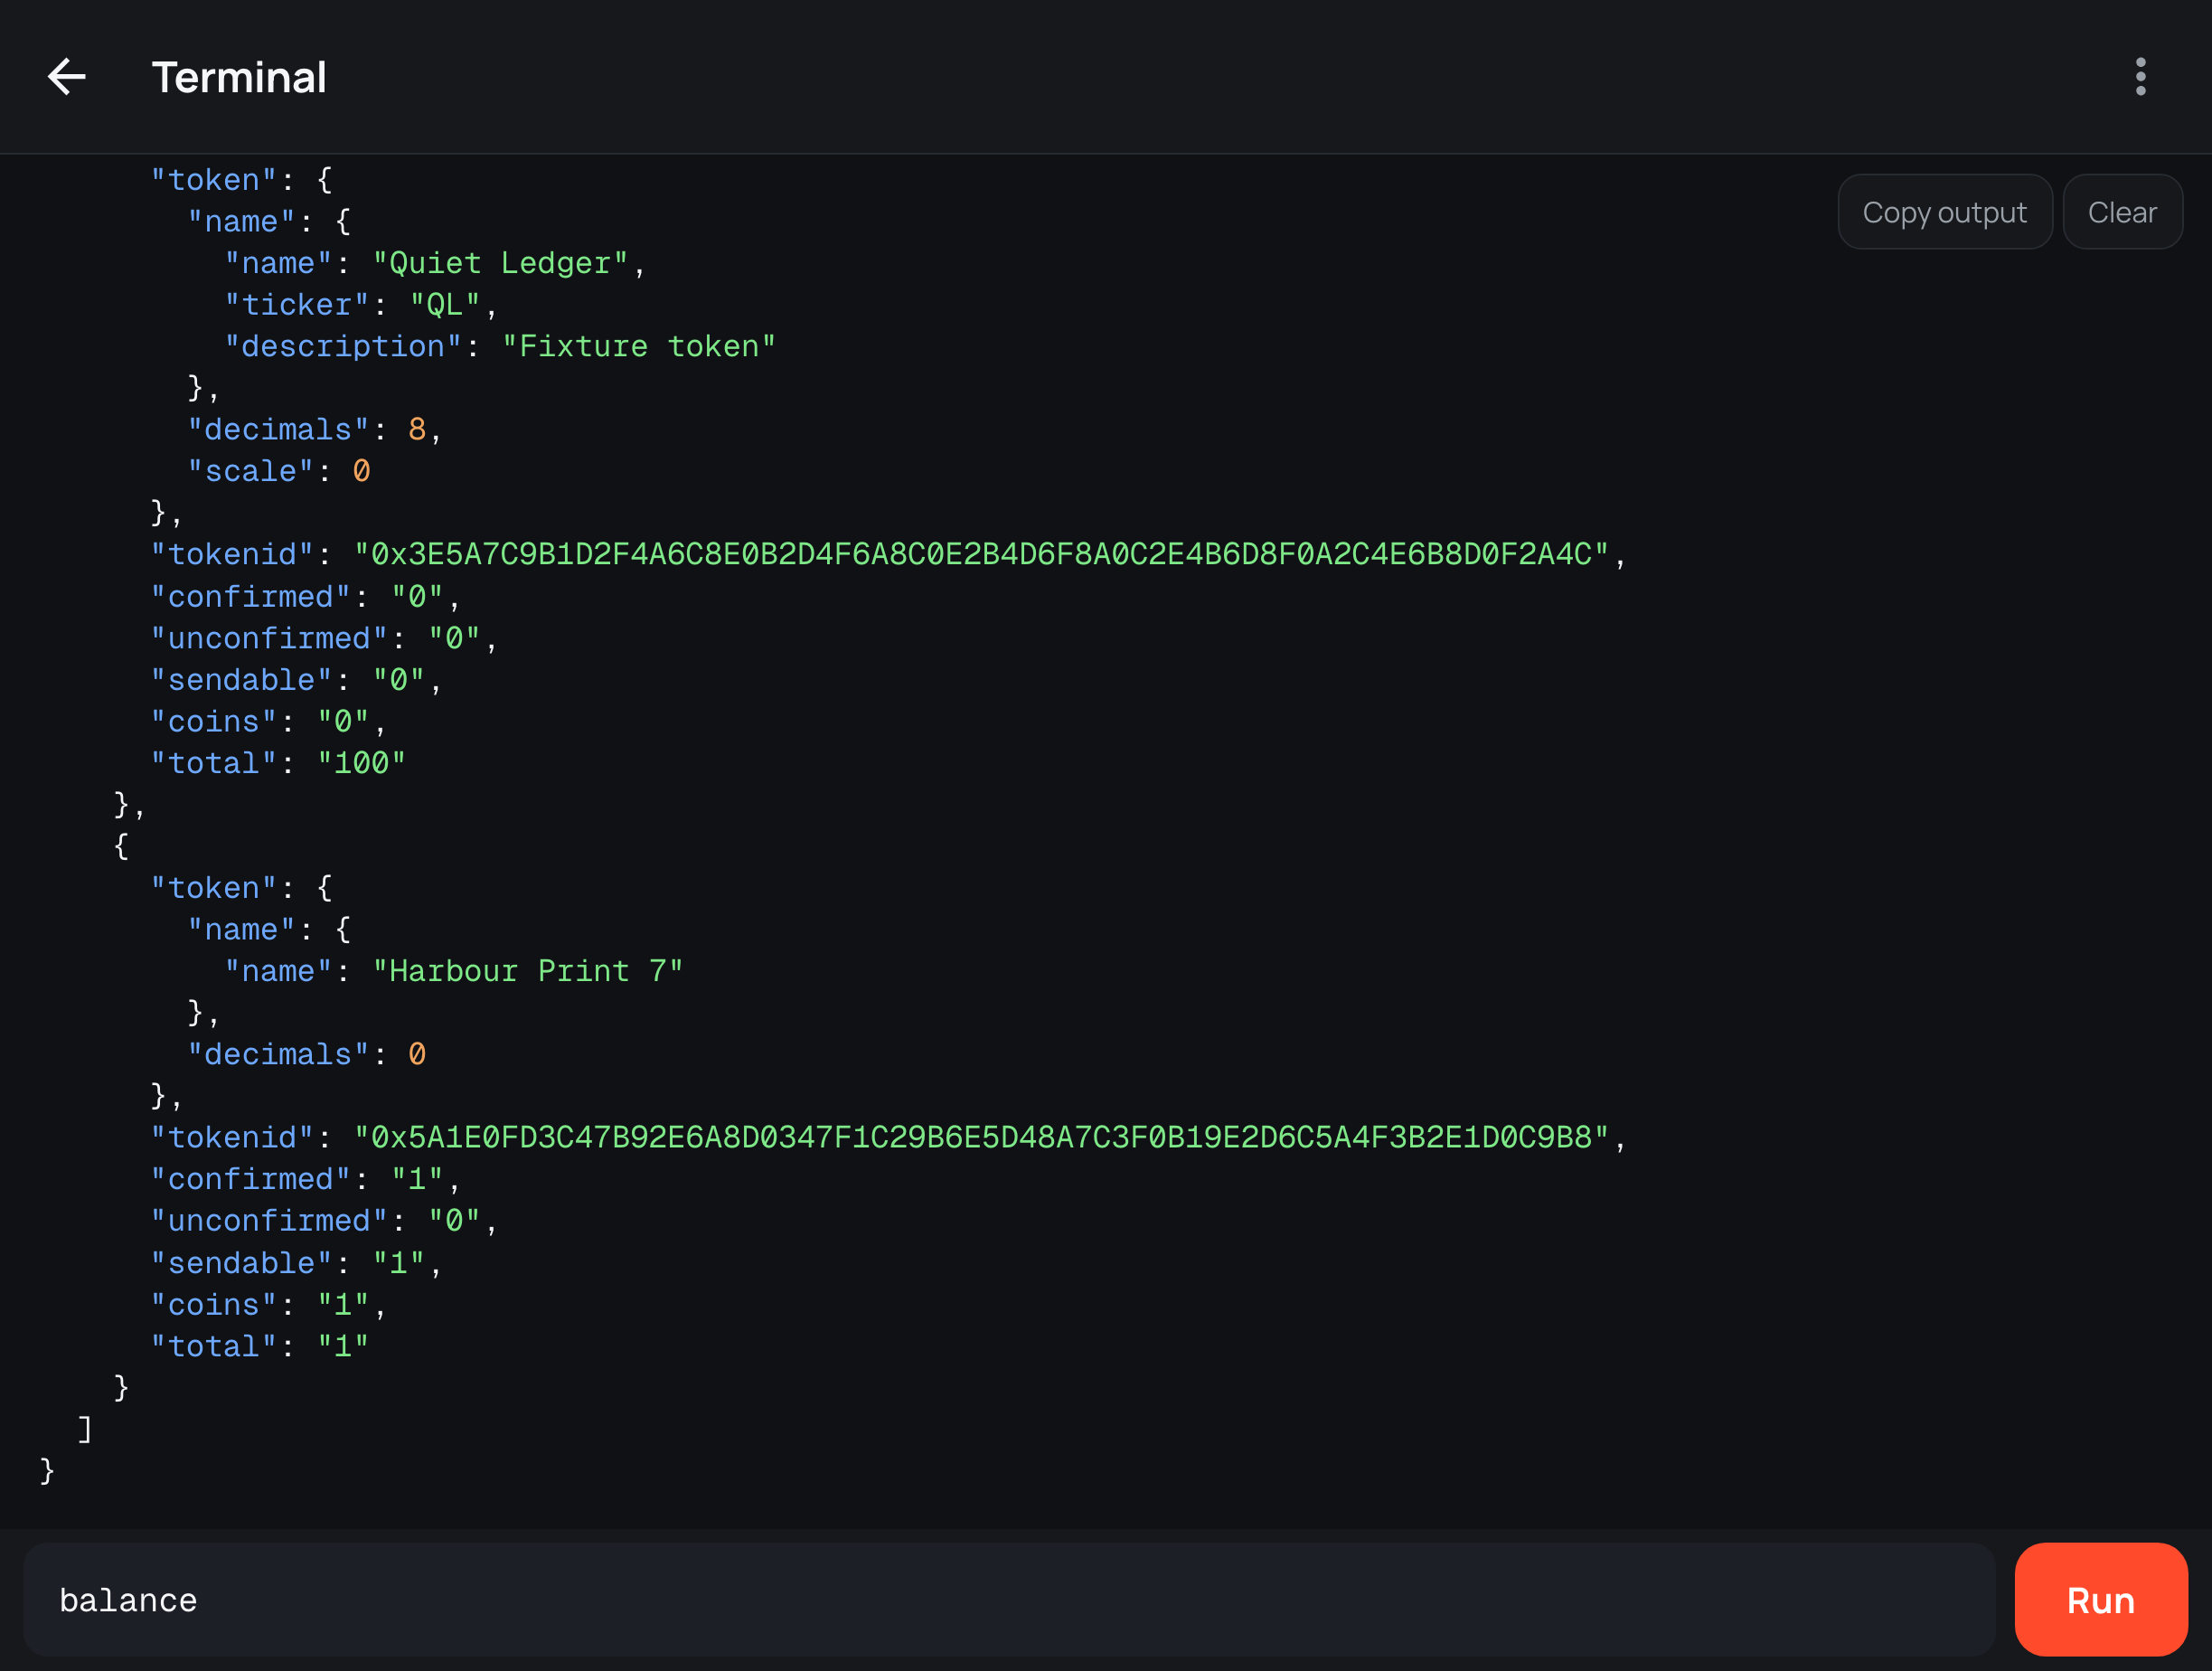 Terminal
Copy output
Clear
"token": {
"name": {
"name": "Quiet Ledger",
"ticker": "QL",
"description": "Fixture token"
},
"decimals": 8,
"scale": 0
},
"tokenid": "0x3E5A7C9B1D2F4A6C8E0B2D4F6A8C0E2B4D6F8A0C2E4B6D8F0A2C4E6B8D0F2A4C",
"confirmed": "0",
"unconfirmed": "0",
"sendable": "0",
"coins": "0",
"total": "100"
},
{
"token": {
"name": {
"name": "Harbour Print 7"
},
"decimals": 0
},
"tokenid": "0x5A1E0FD3C47B92E6A8D0347F1C29B6E5D48A7C3F0B19E2D6C5A4F3B2E1D0C9B8",
"confirmed": "1",
"unconfirmed": "0",
"sendable": "1",
"coins": "1",
"total": "1"
}
]
}
balance
Run